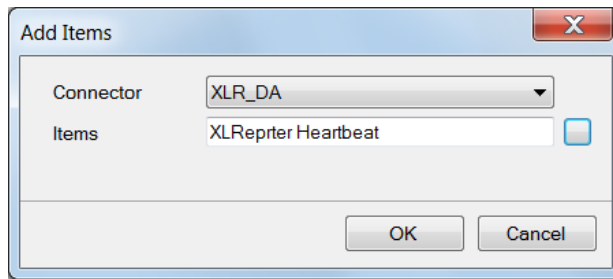 Add Items
Connector XLR_DA
Items XLReprter Heartbeat
OK Cancel